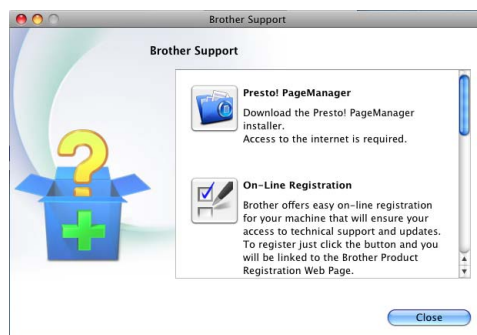 Brother Support
Brother Support
Presto! PageManager
Download the Presto! PageManager
installer.
Access to the internet is required.
On-Line Registration
Brother offers easy on-line registration
for your machine that will ensure your
access to technical support and updates.
To register just click the button and you
will be linked to the Brother Product
Registration Web Page.
Close